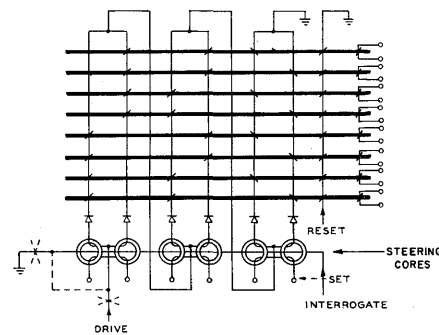 RESET
STEERING
CORES
SET
INTERROGATE
DRIVE